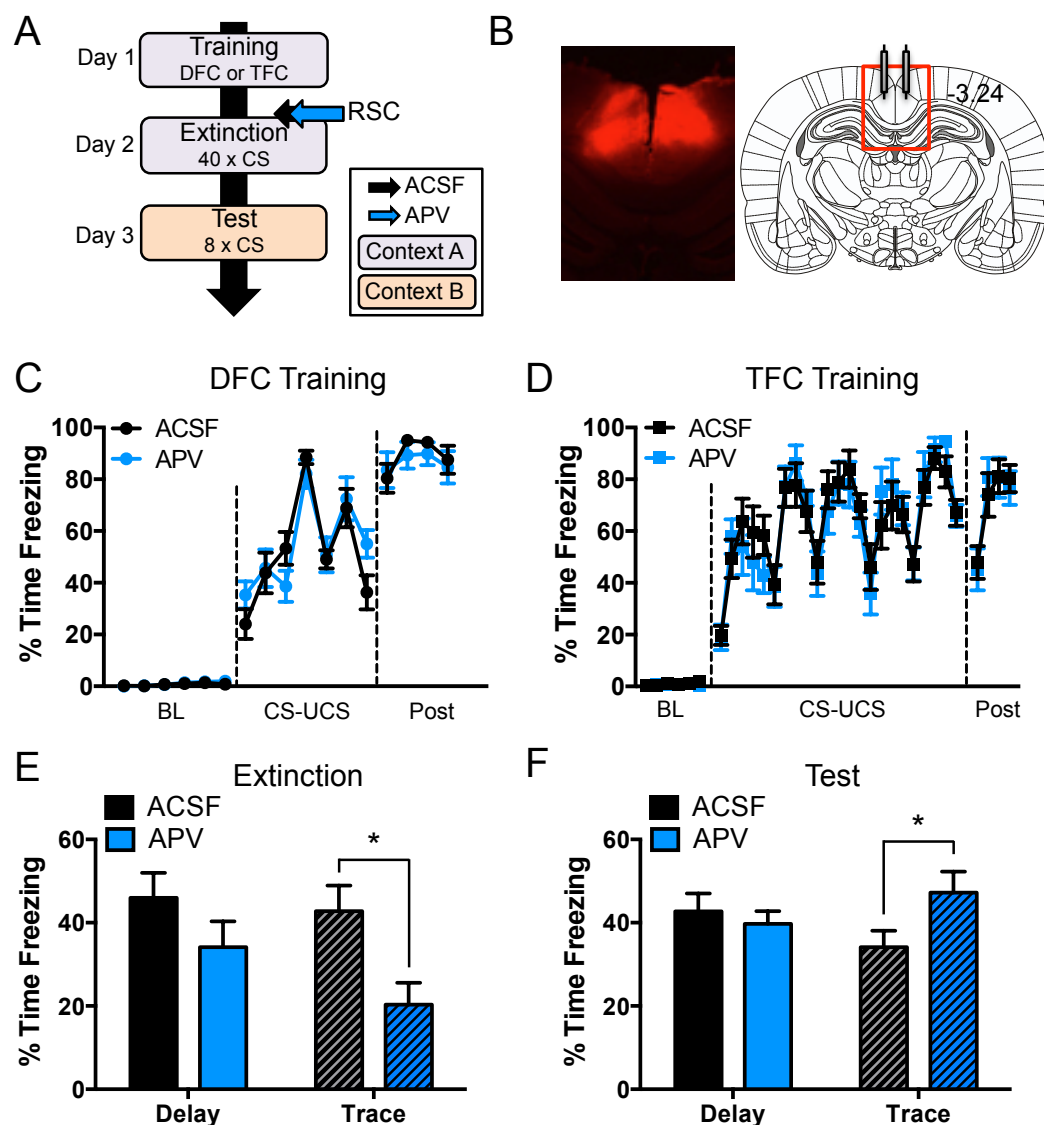 A
Day 1
Training
DFC or TFC
RSC
Day 2
Extinction
40 x CS
Day 3
Test
8 x CS
ACSF
APV
Context A
Context B
B
-3.24
C
DFC Training
ACSF
APV
% Time Freezing
100
80
60
40
20
0
BL
CS-UCS
Post
D
TFC Training
ACSF
APV
% Time Freezing
100
80
60
40
20
0
BL
CS-UCS
Post
E
Extinction
ACSF
APV
% Time Freezing
60
40
20
0
*
Delay
Trace
F
Test
ACSF
APV
% Time Freezing
60
40
20
0
*
Delay
Trace